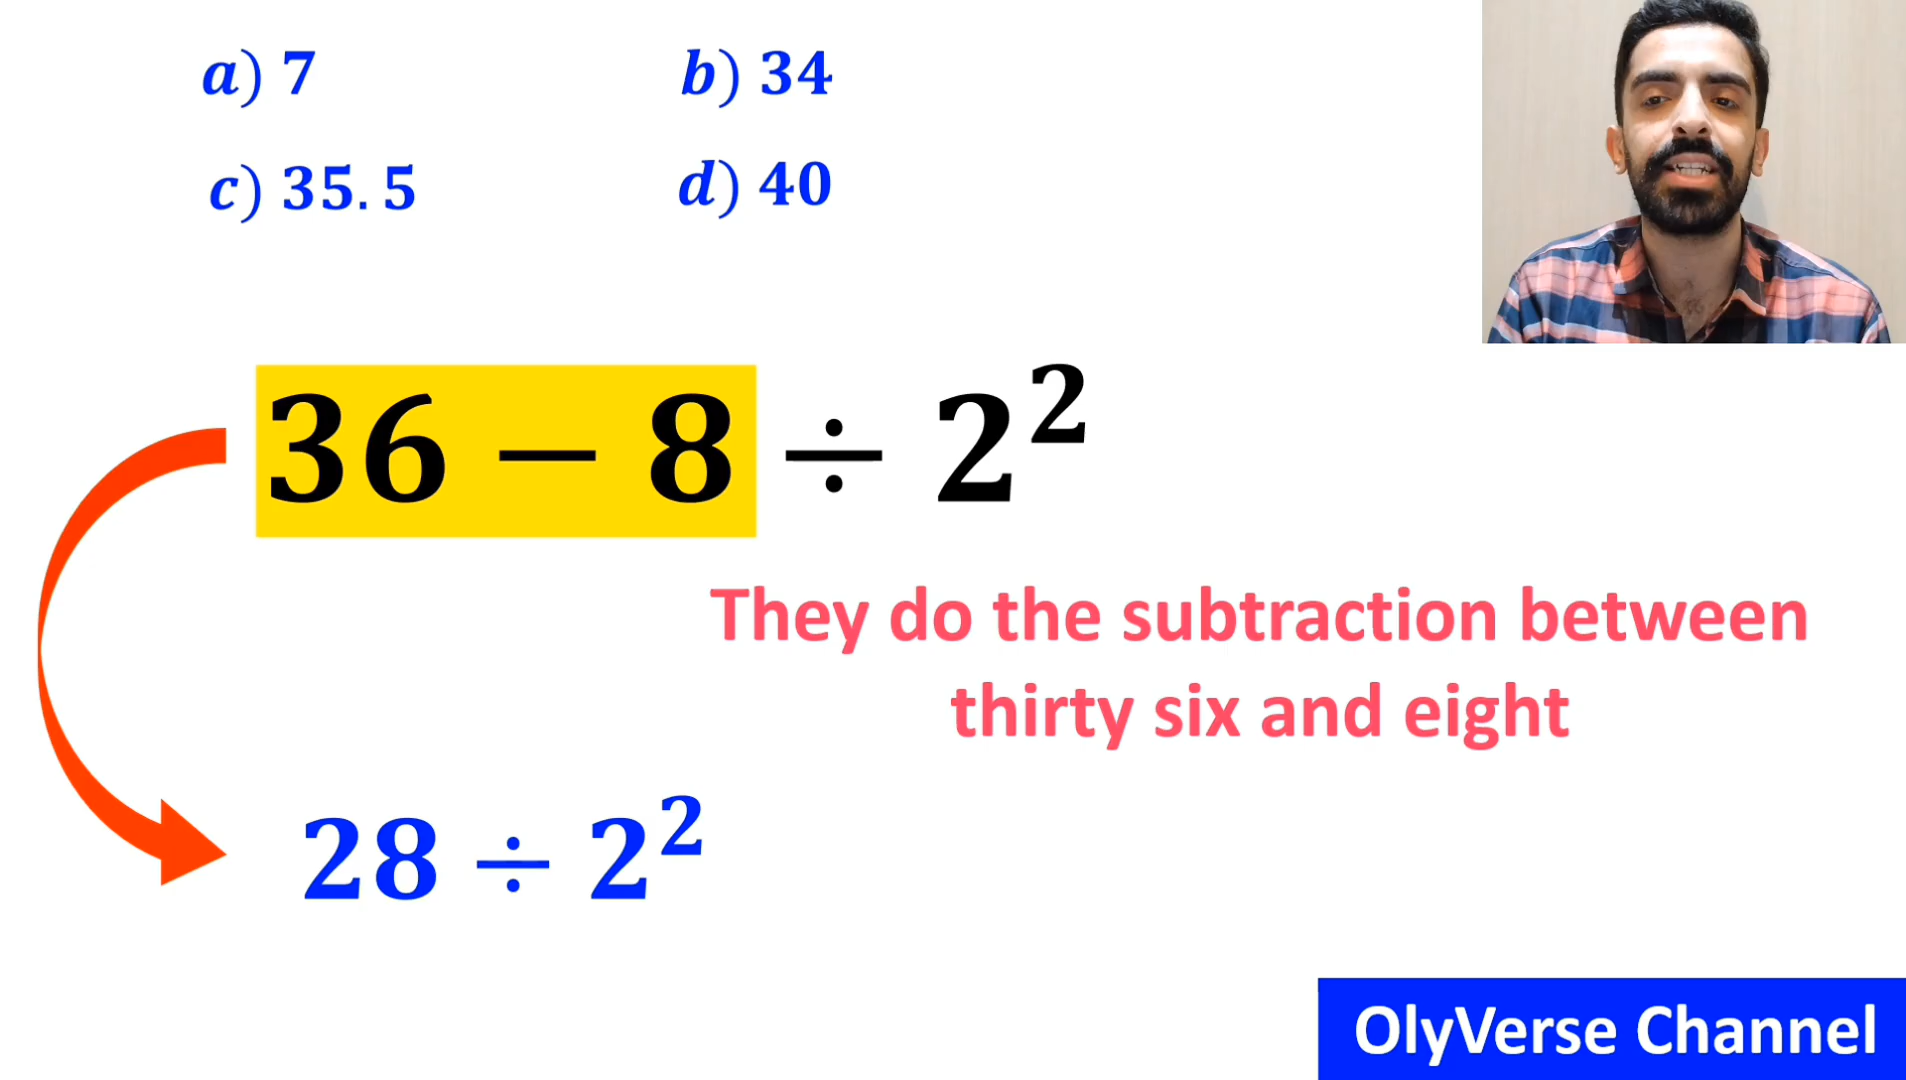 a) 7
b) 34
c) 35.5
d) 40
36 − 8 ÷ 2²
They do the subtraction between
thirty six and eight
28 ÷ 2²
OlyVerse Channel